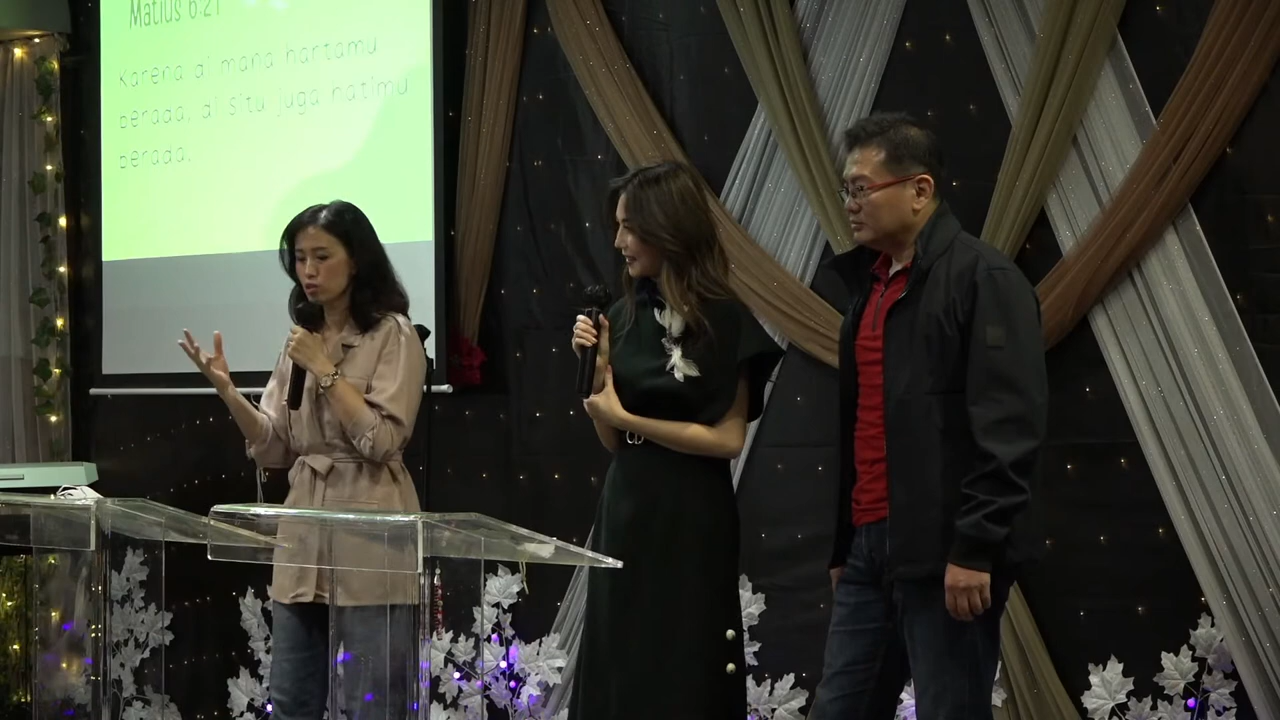 Matius 6:21
Karena di mana hartamu
berada, di situ juga hatimu
berada.